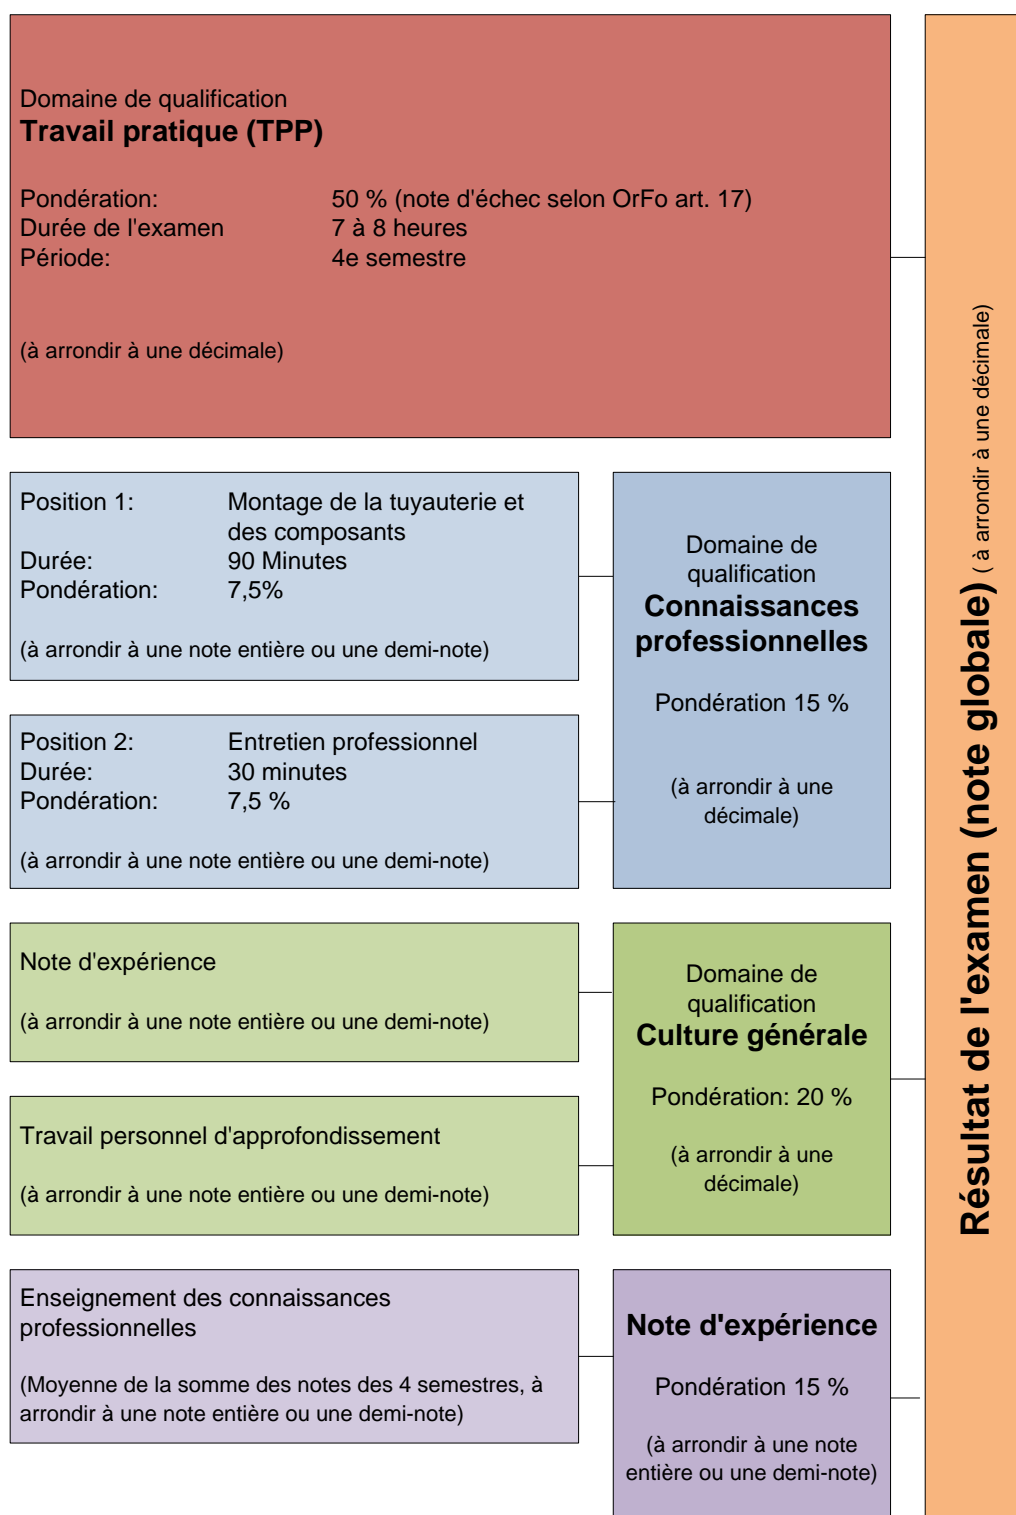 Domaine de qualification
Travail pratique (TPP)
Pondération: 50 % (note d'échec selon OrFo art. 17)
Durée de l'examen 7 à 8 heures
Période: 4e semestre
(à arrondir à une décimale)
Position 1: Montage de la tuyauterie et
des composants
Durée: 90 Minutes
Pondération: 7,5%
(à arrondir à une note entière ou une demi-note)
Position 2: Entretien professionnel
Durée: 30 minutes
Pondération: 7,5 %
(à arrondir à une note entière ou une demi-note)
Domaine de
qualification
Connaissances
professionnelles
Pondération 15 %
(à arrondir à une
décimale)
Note d'expérience
(à arrondir à une note entière ou une demi-note)
Travail personnel d'approfondissement
(à arrondir à une note entière ou une demi-note)
Domaine de
qualification
Culture générale
Pondération: 20 %
(à arrondir à une
décimale)
Enseignement des connaissances
professionnelles
(Moyenne de la somme des notes des 4 semestres, à
arrondir à une note entière ou une demi-note)
Note d'expérience
Pondération 15 %
(à arrondir à une note
entière ou une demi-note)
Résultat de l'examen (note globale) ( à arrondir à une décimale)